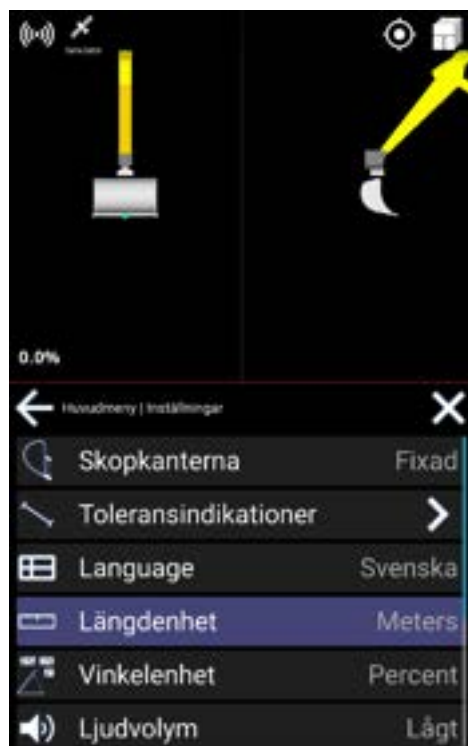 0.0%
Huvudmeny | Inställningar
Skopkanterna Fixad
Toleransindikationer
Language Svenska
Längdenhet Meters
Vinkelenhet Percent
Ljudvolym Lågt